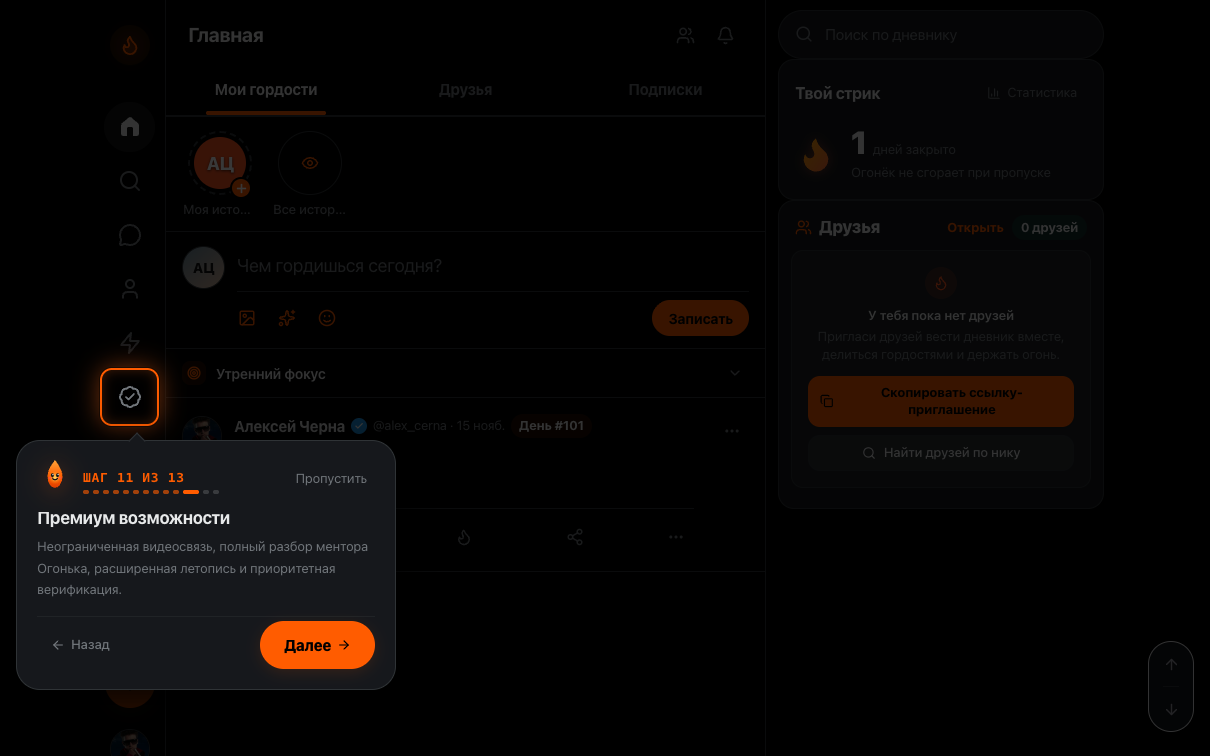 Главная
Мои гордости
Друзья
Подписки
АЦ
Моя исто...
Все истор...
АЦ
Чем гордишься сегодня?
Записать
Утренний фокус
Алексей Черна @alex_cerna · 15 нояб. День #101
ШАГ 11 ИЗ 13
Пропустить
Премиум возможности
Неограниченная видеосвязь, полный разбор ментора
Огонька, расширенная летопись и приоритетная
верификация.
Назад
Далее
Поиск по дневнику
Твой стрик
Статистика
1 дней закрыто
Огонёк не сгорает при пропуске
Друзья
Открыть
0 друзей
У тебя пока нет друзей
Пригласи друзей вести дневник вместе,
делиться гордостями и держать огонь.
Скопировать ссылку-
приглашение
Найти друзей по нику